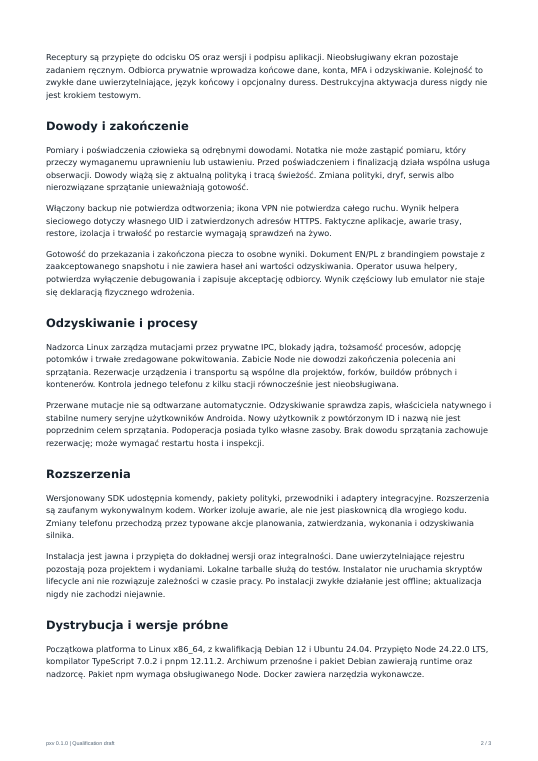 Receptury są przypięte do odcisku OS oraz wersji i podpisu aplikacji. Nieobsługiwany ekran pozostaje
zadaniem ręcznym. Odbiorca prywatnie wprowadza końcowe dane, konta, MFA i odzyskiwanie. Kolejność to
zwykłe dane uwierzytelniające, język końcowy i opcjonalny duress. Destrukcyjna aktywacja duress nigdy nie
jest krokiem testowym.
Dowody i zakończenie
Pomiary i poświadczenia człowieka są odrębnymi dowodami. Notatka nie może zastąpić pomiaru, który
przeczy wymaganemu uprawnieniu lub ustawieniu. Przed poświadczeniem i finalizacją działa wspólna usługa
obserwacji. Dowody wiążą się z aktualną polityką i tracą świeżość. Zmiana polityki, dryf, serwis albo
nierozwiązane sprzątanie unieważniają gotowość.
Włączony backup nie potwierdza odtworzenia; ikona VPN nie potwierdza całego ruchu. Wynik helpera
sieciowego dotyczy własnego UID i zatwierdzonych adresów HTTPS. Faktyczne aplikacje, awarie trasy,
restore, izolacja i trwałość po restarcie wymagają sprawdzeń na żywo.
Gotowość do przekazania i zakończona piecza to osobne wyniki. Dokument EN/PL z brandingiem powstaje z
zaakceptowanego snapshotu i nie zawiera haseł ani wartości odzyskiwania. Operator usuwa helpery,
potwierdza wyłączenie debugowania i zapisuje akceptację odbiorcy. Wynik częściowy lub emulator nie staje
się deklaracją fizycznego wdrożenia.
Odzyskiwanie i procesy
Nadzorca Linux zarządza mutacjami przez prywatne IPC, blokady jądra, tożsamość procesów, adopcję
potomków i trwałe zredagowane pokwitowania. Zabicie Node nie dowodzi zakończenia polecenia ani
sprzątania. Rezerwacje urządzenia i transportu są wspólne dla projektów, forków, buildów próbnych i
kontenerów. Kontrola jednego telefonu z kilku stacji równocześnie jest nieobsługiwana.
Przerwane mutacje nie są odtwarzane automatycznie. Odzyskiwanie sprawdza zapis, właściciela natywnego i
stabilne numery seryjne użytkowników Androida. Nowy użytkownik z powtórzonym ID i nazwą nie jest
poprzednim celem sprzątania. Podoperacja posiada tylko własne zasoby. Brak dowodu sprzątania zachowuje
rezerwację; może wymagać restartu hosta i inspekcji.
Rozszerzenia
Wersjonowany SDK udostępnia komendy, pakiety polityki, przewodniki i adaptery integracyjne. Rozszerzenia
są zaufanym wykonywalnym kodem. Worker izoluje awarie, ale nie jest piaskownicą dla wrogiego kodu.
Zmiany telefonu przechodzą przez typowane akcje planowania, zatwierdzania, wykonania i odzyskiwania
silnika.
Instalacja jest jawna i przypięta do dokładnej wersji oraz integralności. Dane uwierzytelniające rejestru
pozostają poza projektem i wydaniami. Lokalne tarballe służą do testów. Instalator nie uruchamia skryptów
lifecycle ani nie rozwiązuje zależności w czasie pracy. Po instalacji zwykłe działanie jest offline; aktualizacja
nigdy nie zachodzi niejawnie.
Dystrybucja i wersje próbne
Początkowa platforma to Linux x86_64, z kwalifikacją Debian 12 i Ubuntu 24.04. Przypięto Node 24.22.0 LTS,
kompilator TypeScript 7.0.2 i pnpm 12.11.2. Archiwum przenośne i pakiet Debian zawierają runtime oraz
nadzorcę. Pakiet npm wymaga obsługiwanego Node. Docker zawiera narzędzia wykonawcze.
pxx 0.1.0 | Qualification draft
2 / 3